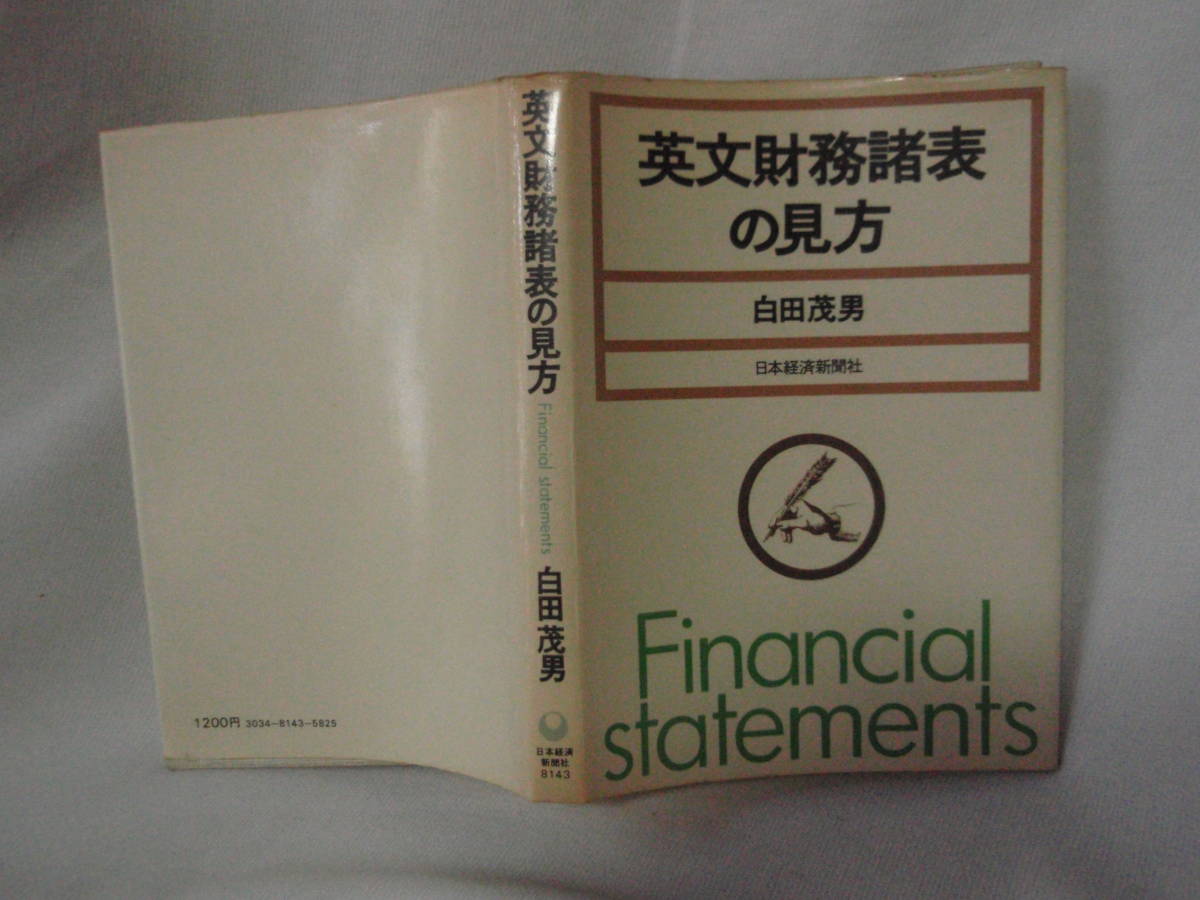 英文財務諸表
の見方
白田茂男
日本経済新聞社
Financial
statements
英文財務諸表の見方
Financial statements
白田茂男
日本経済
新聞社
8143
1200円 3034-8143-5825